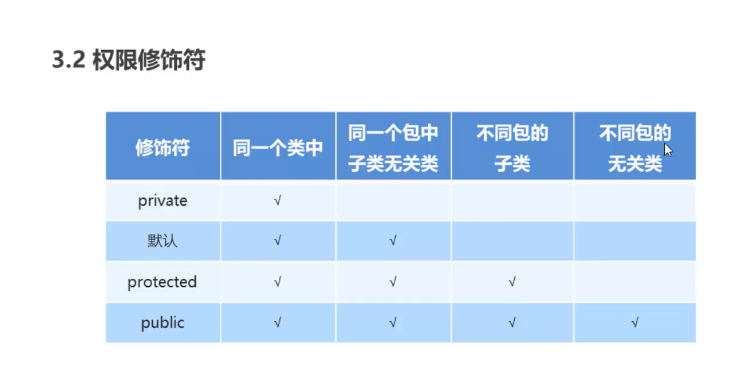 3.2 权限修饰符
修饰符 同一个类中 同一个包中 不同包的 不同包的
子类无关类 子类 无关类
private √
默认 √ √
protected √ √ √
public √ √ √ √